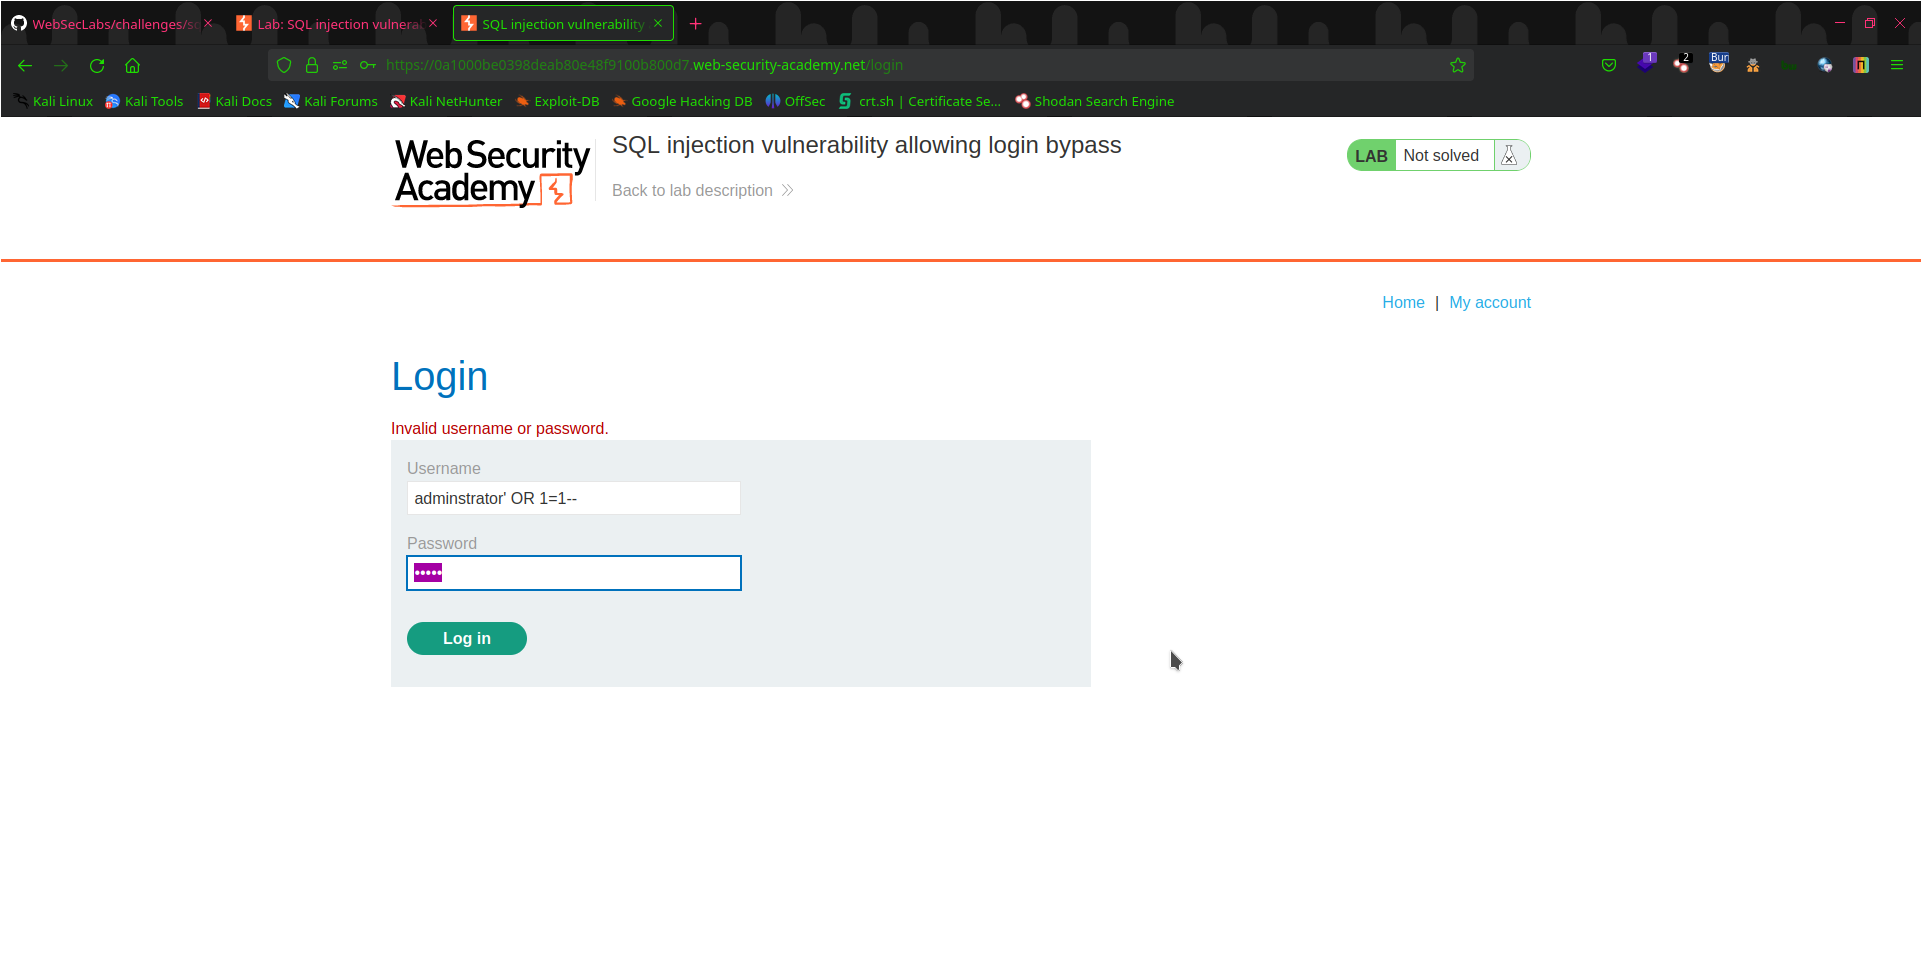 WebSecLabs/challenges/s
Lab: SQL injection vulnera
SQL injection vulnerability
https://0a1000be0398deab80e48f9100b800d7.web-security-academy.net/login
1
2
Bur
Kali Linux
Kali Tools
Kali Docs
Kali Forums
Kali NetHunter
Exploit-DB
Google Hacking DB
OffSec
crt.sh | Certificate Se...
Shodan Search Engine
Web Security
Academy
SQL injection vulnerability allowing login bypass
Back to lab description
LAB Not solved
Home | My account
Login
Invalid username or password.
Username
adminstrator' OR 1=1--
Password
•••••
Log in